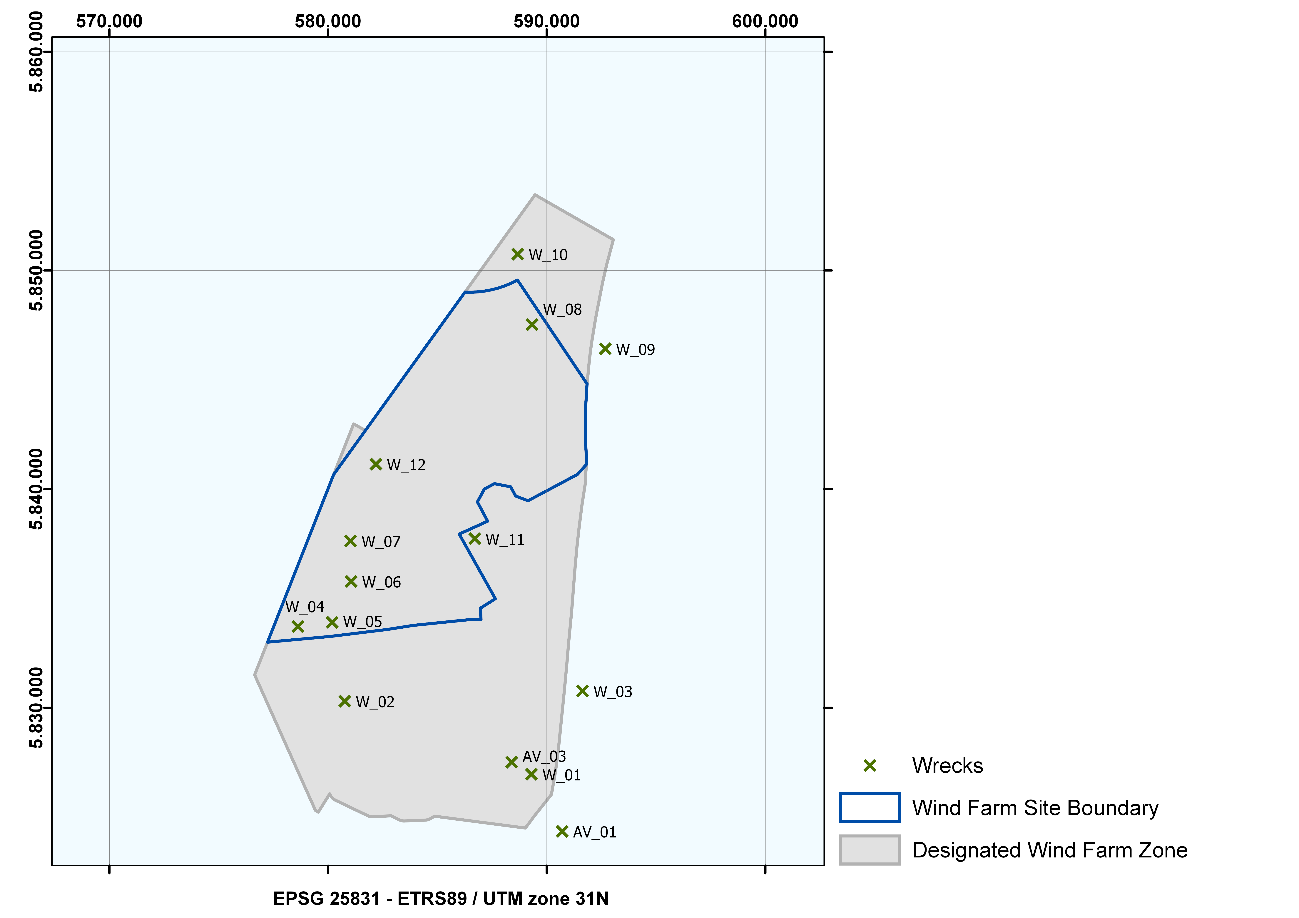 570.000 580.000 590.000 600.000
5.860.000
5.850.000
5.840.000
5.830.000
W_10
W_08
W_09
W_12
W_07
W_11
W_06
W_04
W_05
W_02
W_03
AV_03
W_01
AV_01
Wrecks
Wind Farm Site Boundary
Designated Wind Farm Zone
EPSG 25831 - ETRS89 / UTM zone 31N